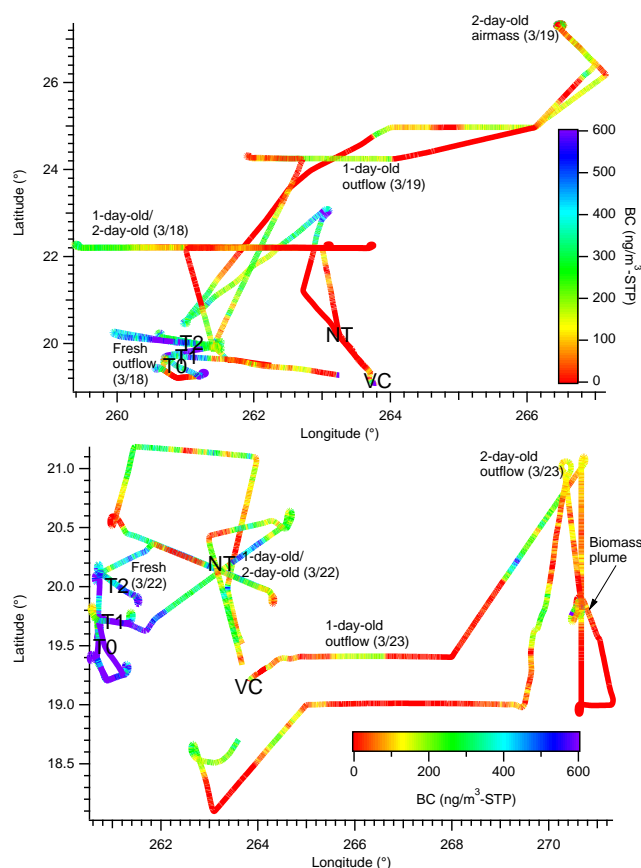 2-day-old
airmass (3/19)
26
24
22
20
Latitude (°)
600
500
400
300
200
100
0
BC (ng/m3-STP)
1-day-old
outflow (3/19)
1-day-old/
2-day-old (3/18)
Fresh
outflow
(3/18)
T2
T1
T0
NT
VC
260
262
264
266
Longitude (°)
21.0
20.5
20.0
19.5
19.0
18.5
Latitude (°)
2-day-old
outflow (3/23)
Biomass
plume
Fresh
(3/22)
NT
1-day-old/
2-day-old (3/22)
T2
T1
T0
VC
1-day-old
outflow (3/23)
0
200
400
600
BC (ng/m3-STP)
262
264
266
268
270
Longitude (°)